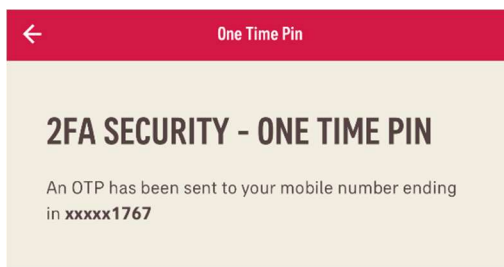 One Time Pin
2FA SECURITY - ONE TIME PIN
An OTP has been sent to your mobile number ending
in xxxxx1767